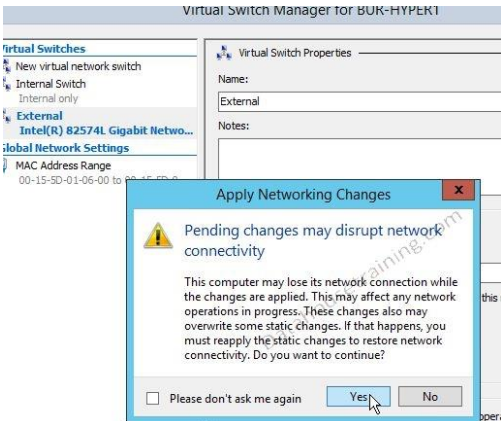 Virtual Switch Manager for BUR-HYPER1
Virtual Switches
New virtual network switch
Internal Switch
Internal only
External
Intel(R) 82574L Gigabit Netwo...
Global Network Settings
MAC Address Range
00-15-5D-01-06-00 to 00-15-5D-0...
Virtual Switch Properties
Name:
External
Notes:
Apply Networking Changes
x
Pending changes may disrupt network
connectivity
This computer may lose its network connection while
the changes are applied. This may affect any network
operations in progress. These changes also may
overwrite some static changes. If that happens, you
must reapply the static changes to restore network
connectivity. Do you want to continue?
Please don't ask me again
Yes
No
this